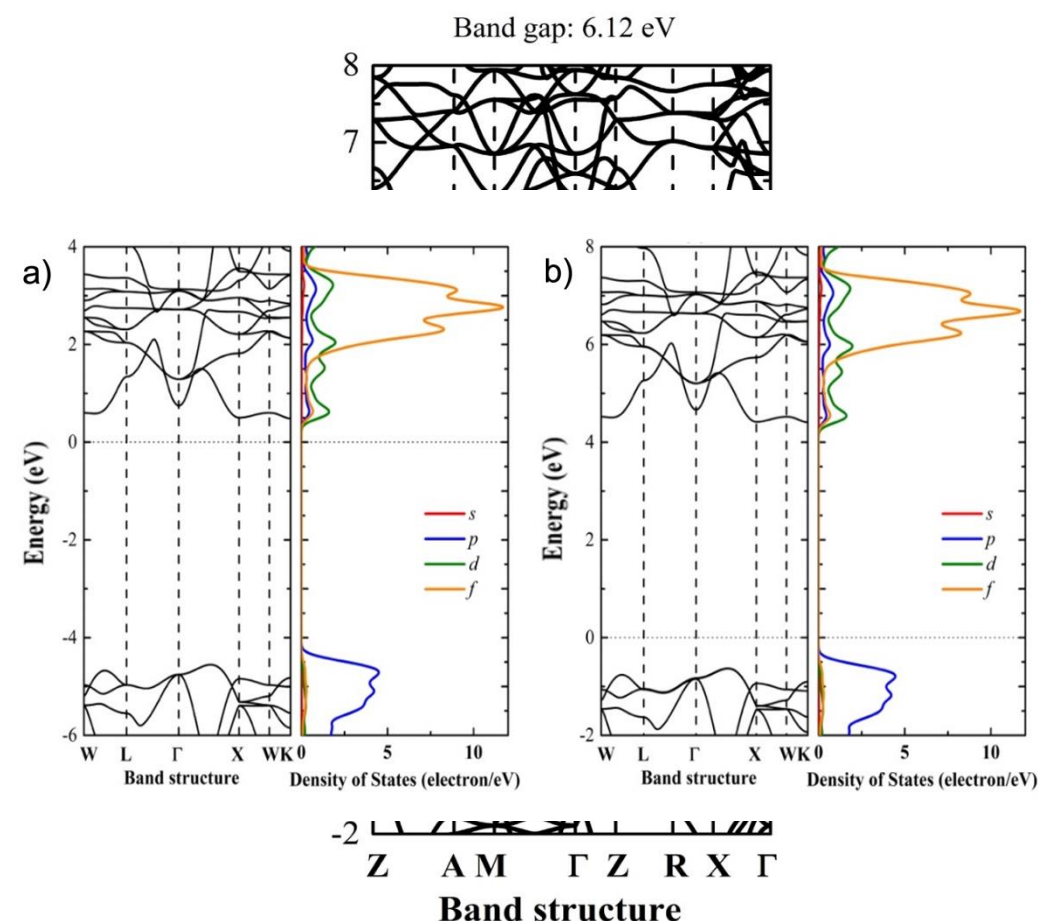 Band gap: 6.12 eV
8
7
a)
4
2
0
-2
-4
-6
Energy (eV)
W L Γ X WK
Band structure
s
p
d
f
0 5 10
Density of States (electron/eV)
b)
8
6
4
2
0
-2
Energy (eV)
W L Γ X WK
Band structure
s
p
d
f
0 5 10
Density of States (electron/eV)
-2
Z A M Γ Z R X Γ
Band structure